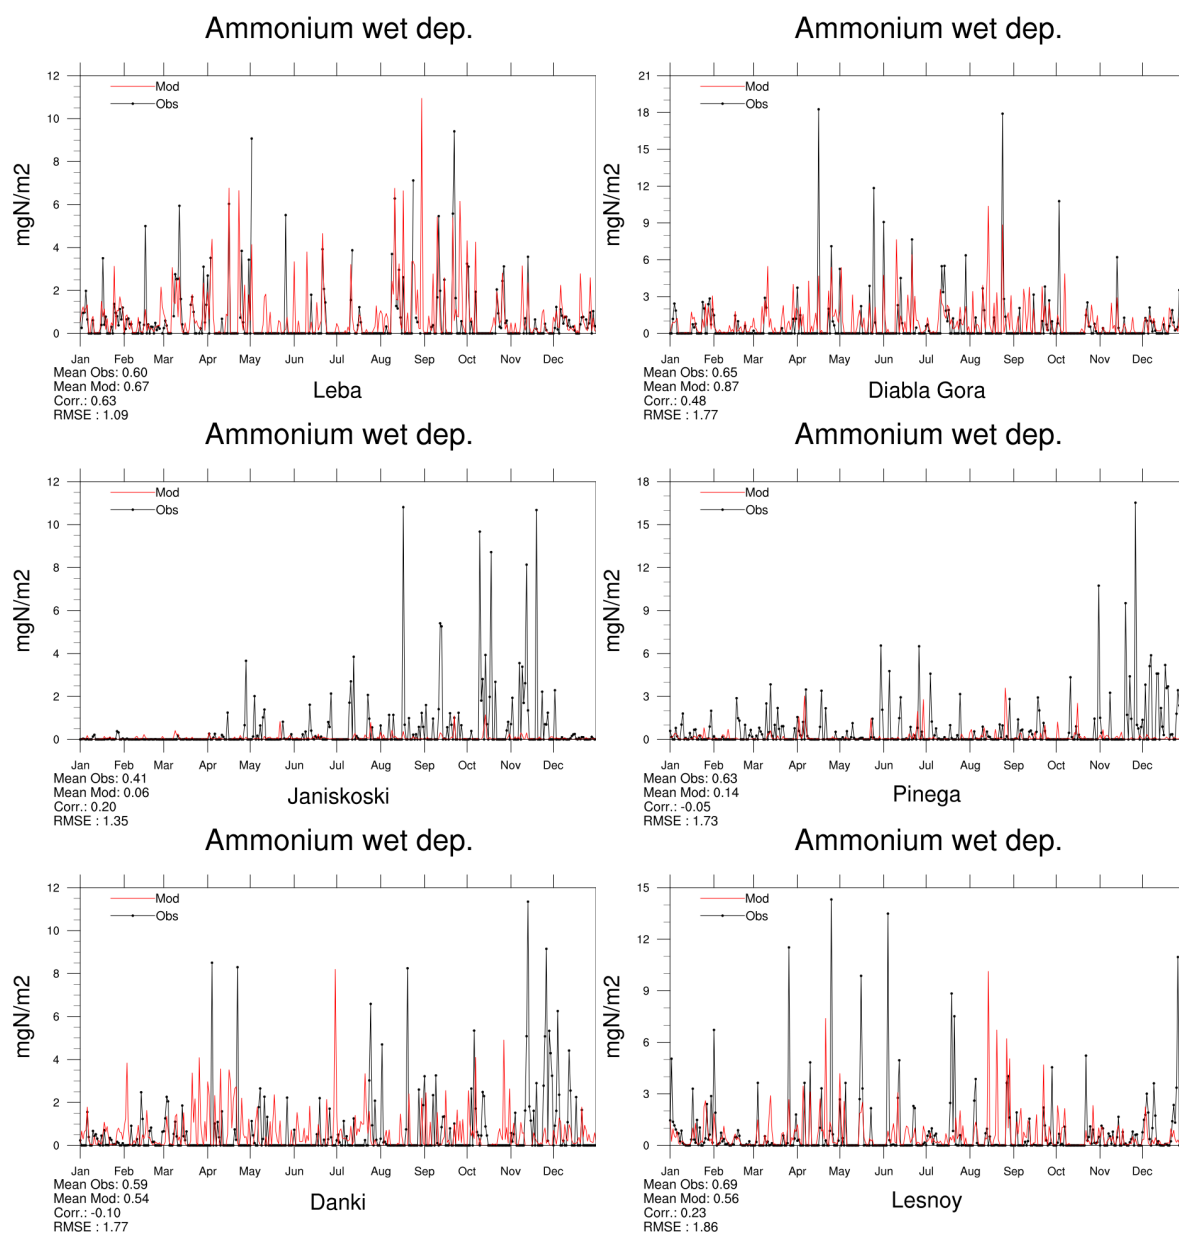 Ammonium wet dep.
Mod
Obs
mgN/m2
12
10
8
6
4
2
0
Jan Feb Mar Apr May Jun Jul Aug Sep Oct Nov Dec
Mean Obs: 0.60
Mean Mod: 0.67
Corr.: 0.63
RMSE : 1.09
Leba
Ammonium wet dep.
Mod
Obs
mgN/m2
21
18
15
12
9
6
3
0
Jan Feb Mar Apr May Jun Jul Aug Sep Oct Nov Dec
Mean Obs: 0.65
Mean Mod: 0.87
Corr.: 0.48
RMSE : 1.77
Diabla Gora
Ammonium wet dep.
Mod
Obs
mgN/m2
12
10
8
6
4
2
0
Jan Feb Mar Apr May Jun Jul Aug Sep Oct Nov Dec
Mean Obs: 0.41
Mean Mod: 0.06
Corr.: 0.20
RMSE : 1.35
Janiskoski
Ammonium wet dep.
Mod
Obs
mgN/m2
18
15
12
9
6
3
0
Jan Feb Mar Apr May Jun Jul Aug Sep Oct Nov Dec
Mean Obs: 0.63
Mean Mod: 0.14
Corr.: -0.05
RMSE : 1.73
Pinega
Ammonium wet dep.
Mod
Obs
mgN/m2
12
10
8
6
4
2
0
Jan Feb Mar Apr May Jun Jul Aug Sep Oct Nov Dec
Mean Obs: 0.59
Mean Mod: 0.54
Corr.: -0.10
RMSE : 1.77
Danki
Ammonium wet dep.
Mod
Obs
mgN/m2
15
12
9
6
3
0
Jan Feb Mar Apr May Jun Jul Aug Sep Oct Nov Dec
Mean Obs: 0.69
Mean Mod: 0.56
Corr.: 0.23
RMSE : 1.86
Lesnoy